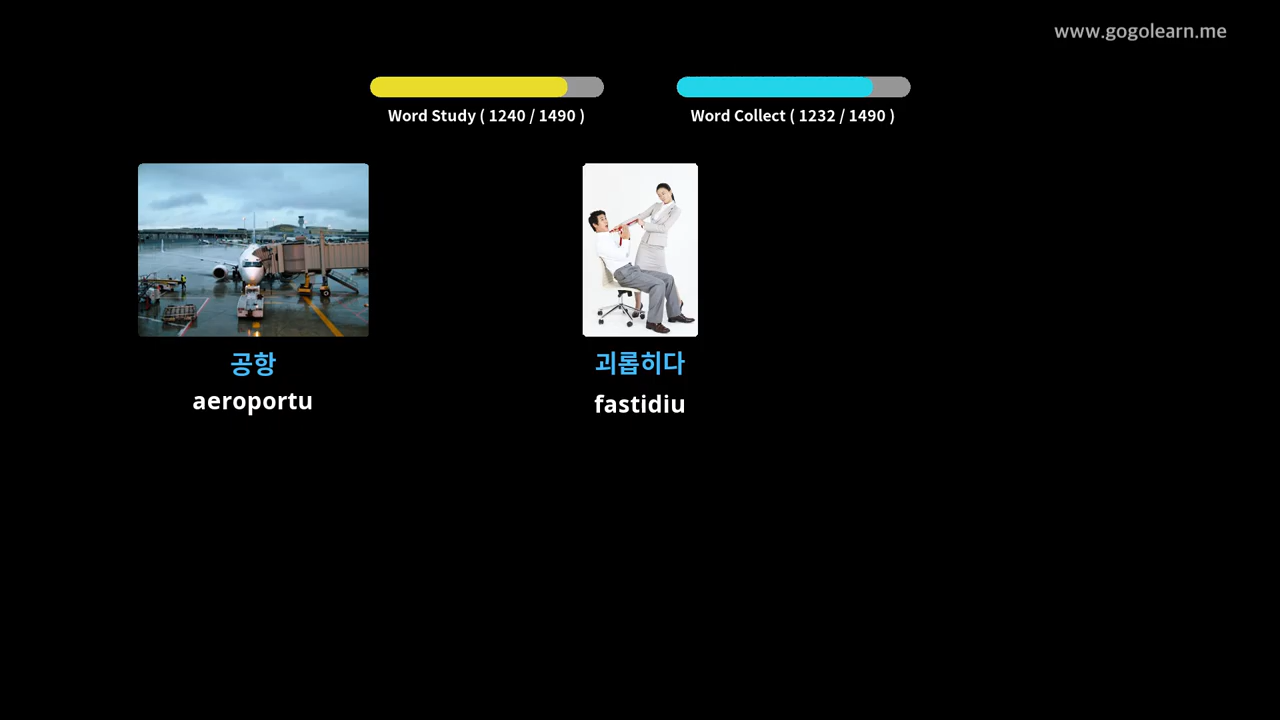 www.gogolearn.me
Word Study ( 1240 / 1490 )
Word Collect ( 1232 / 1490 )
공항
aeroportu
괴롭히다
fastidiu